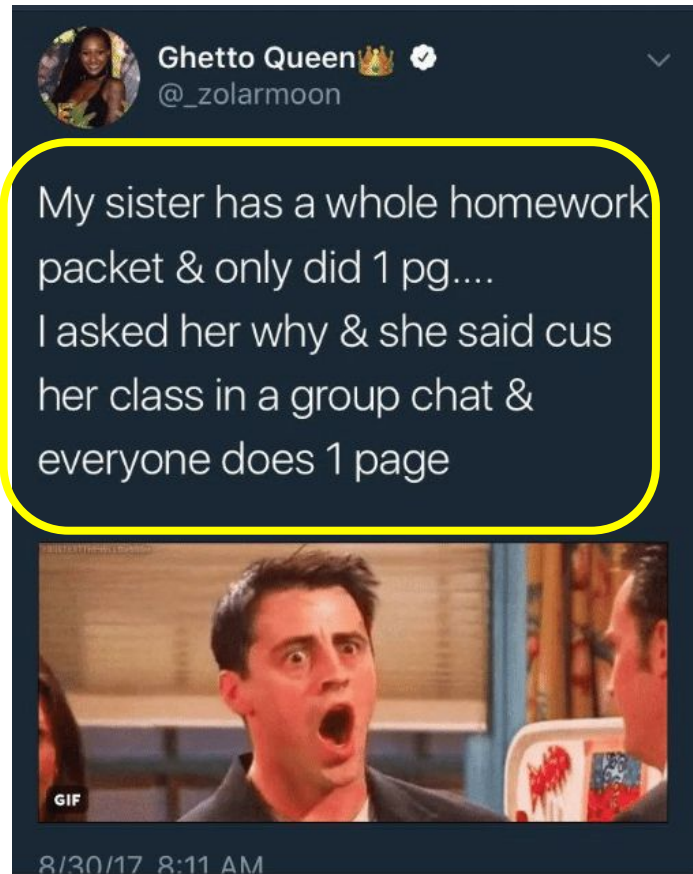 Ghetto Queen👑
@_zolarmoon
My sister has a whole homework
packet & only did 1 pg....
I asked her why & she said cus
her class in a group chat &
everyone does 1 page
GIF
8/30/17 8:11 AM